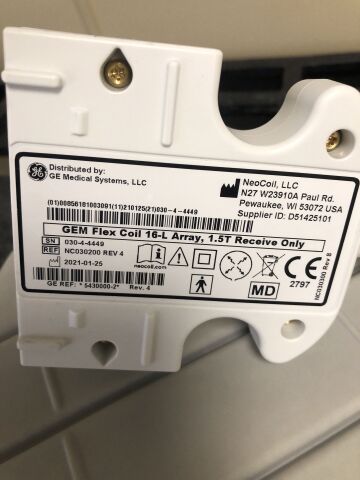 Distributed by:
GE Medical Systems, LLC
NeoCoil, LLC
N27 W23910A Paul Rd.
Pewaukee, WI 53072 USA
Supplier ID: D51425101
(01)00856181003091(11)210125(21)030-4-4449
GEM Flex Coil 16-L Array, 1.5T Receive Only
SN 030-4-4449
REF NC030200 REV 4
2021-01-25
neocoil.com
CE
2797
MD
GE REF: *5430000-2* Rev. 4
NC030300 Rev 8